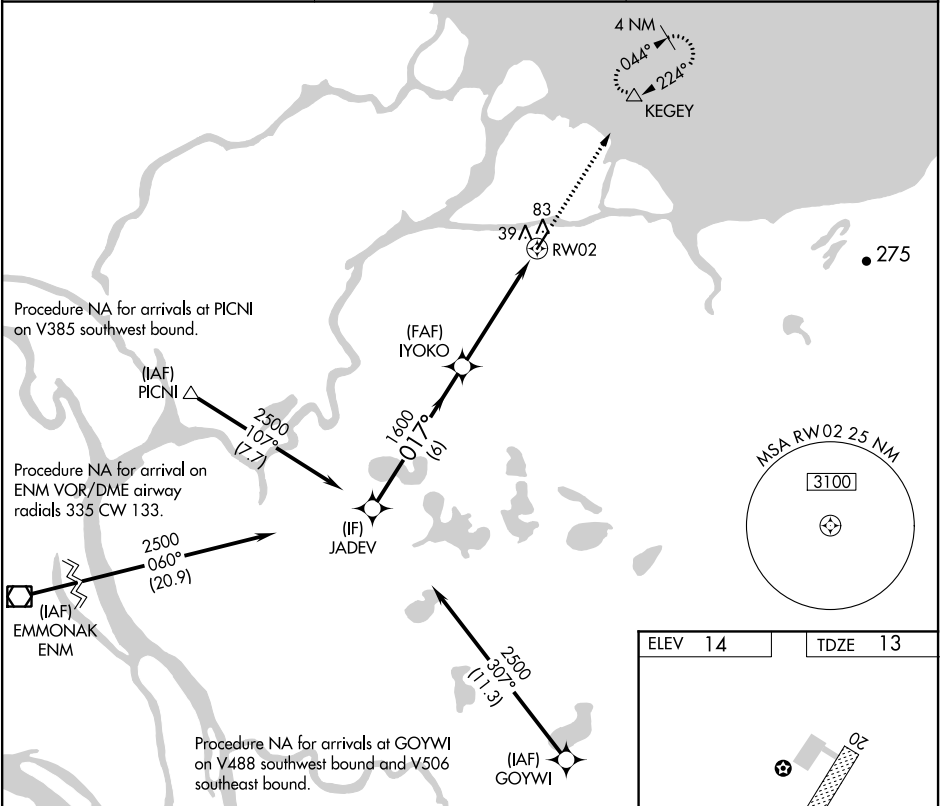 4 NM
044°
224°
KEGEY
83
39
RW02
275
Procedure NA for arrivals at PICNI
on V385 southwest bound.
(FAF)
IYOKO
(IAF)
PICNI
2500
107°
(7.7)
1600
017°
(6)
MSA RW02 25 NM
3100
Procedure NA for arrival on
ENM VOR/DME airway
radials 335 CW 133.
(IF)
JADEV
2500
060°
(20.9)
(IAF)
EMMONAK
ENM
2500
307°
(11.3)
ELEV 14
TDZE 13
Procedure NA for arrivals at GOYWI
on V488 southwest bound and V506
southeast bound.
(IAF)
GOYWI
20